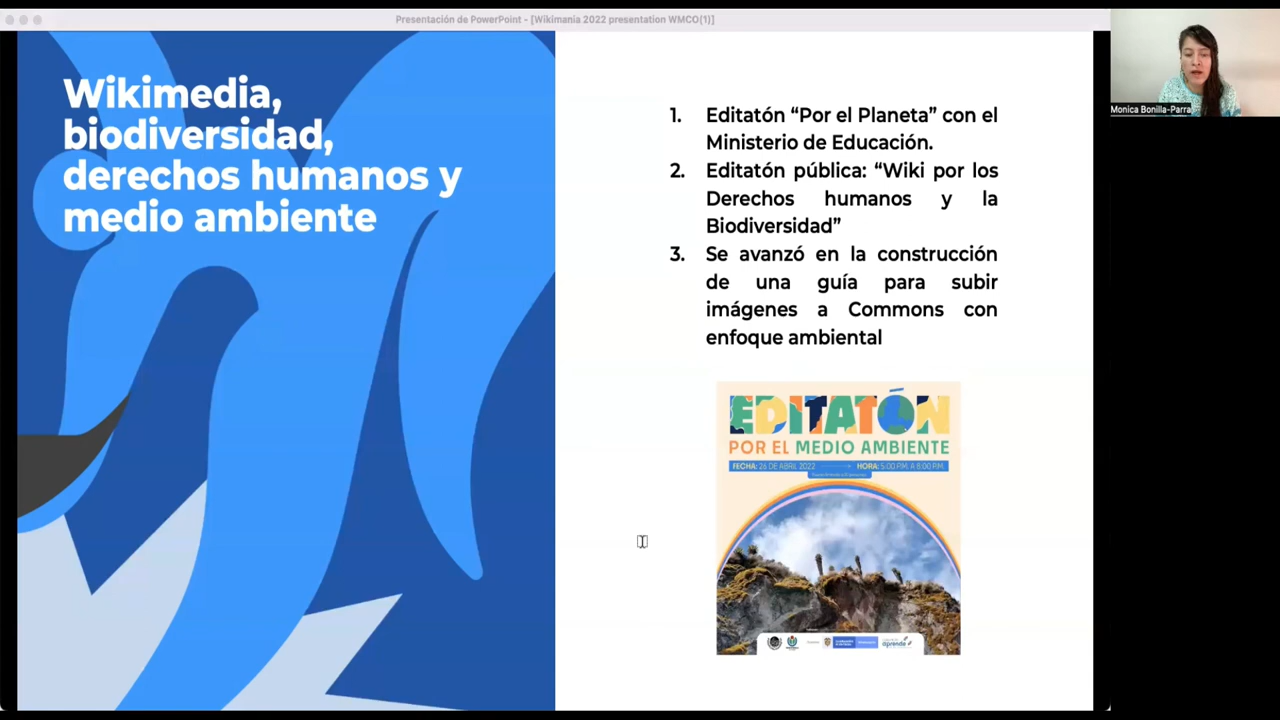 Presentación de PowerPoint - [Wikimania 2022 presentation WMCO(1)]
Wikimedia,
biodiversidad,
derechos humanos y
medio ambiente
1. Editatón “Por el Planeta” con el
Ministerio de Educación.
2. Editatón pública: “Wiki por los
Derechos humanos y la
Biodiversidad”
3. Se avanzó en la construcción
de una guía para subir
imágenes a Commons con
enfoque ambiental
EDITATÓN
POR EL MEDIO AMBIENTE
FECHA: 26 DE ABRIL 2022 HORA: 5:00 P.M. A 8:00 P.M.
aprende
Monica Bonilla-Parra